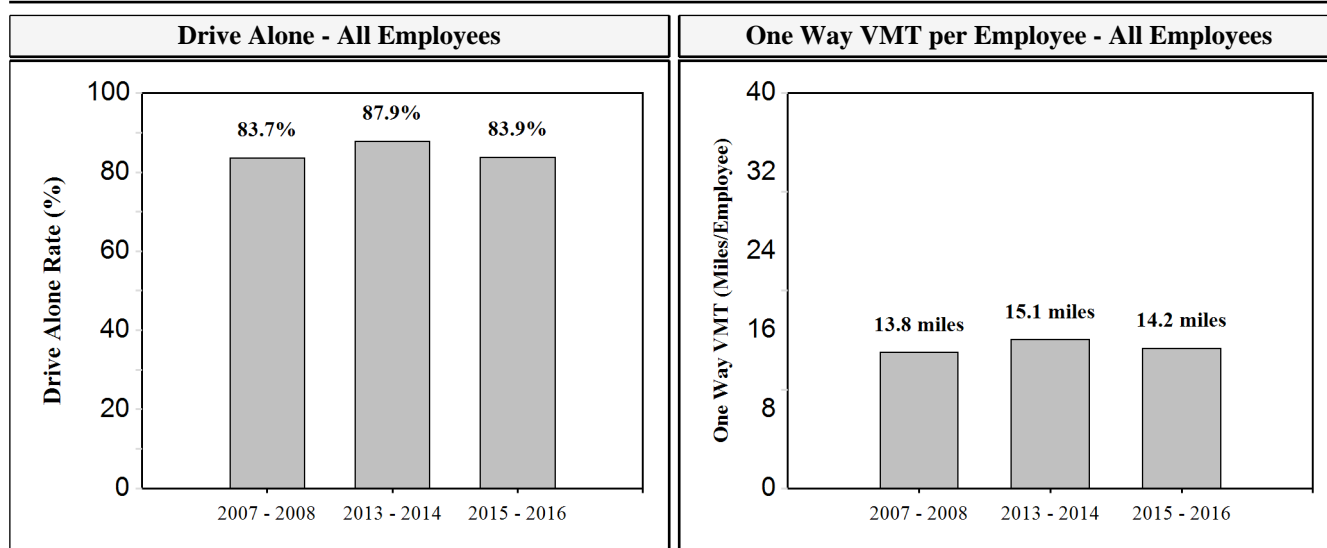 Drive Alone - All Employees
One Way VMT per Employee - All Employees
Drive Alone Rate (%)
100
80
60
40
20
0
83.7%
87.9%
83.9%
2007 - 2008
2013 - 2014
2015 - 2016
One Way VMT (Miles/Employee)
40
32
24
16
8
0
13.8 miles
15.1 miles
14.2 miles
2007 - 2008
2013 - 2014
2015 - 2016